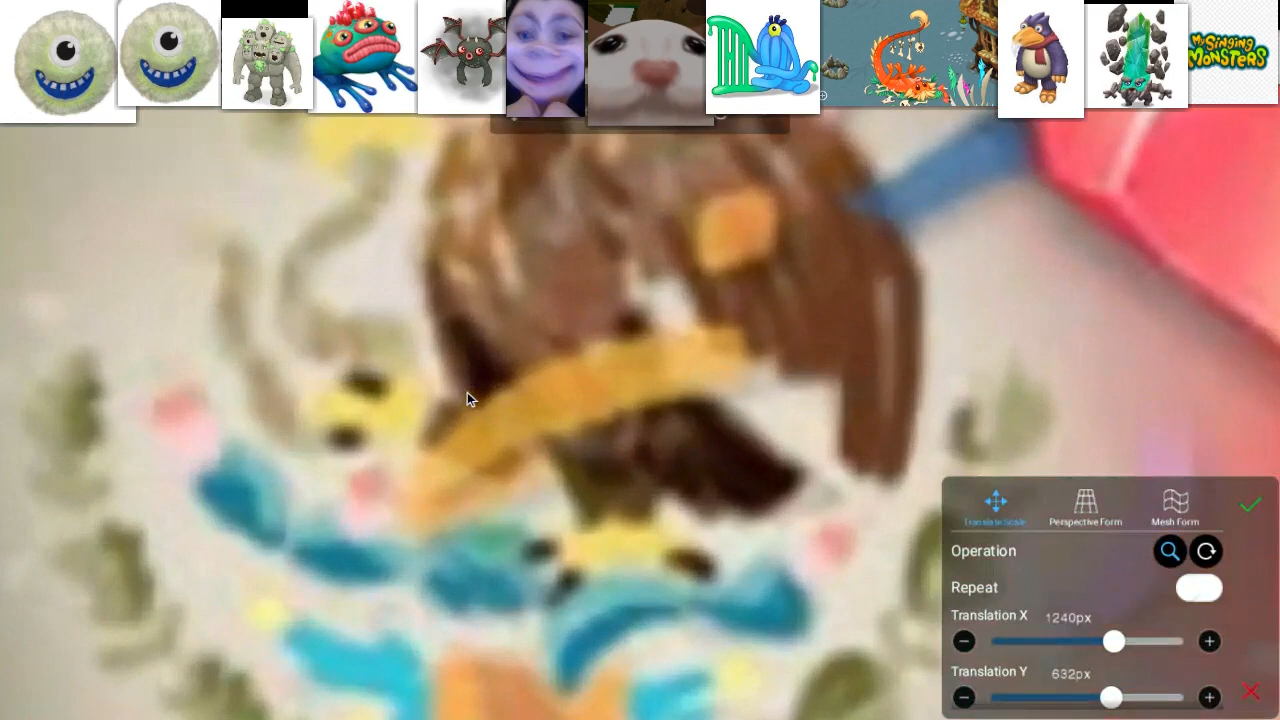 My Singing
MONSTERS
Translate Scale
Perspective Form
Mesh Form
Operation
Repeat
Translation X 1240px
Translation Y 632px